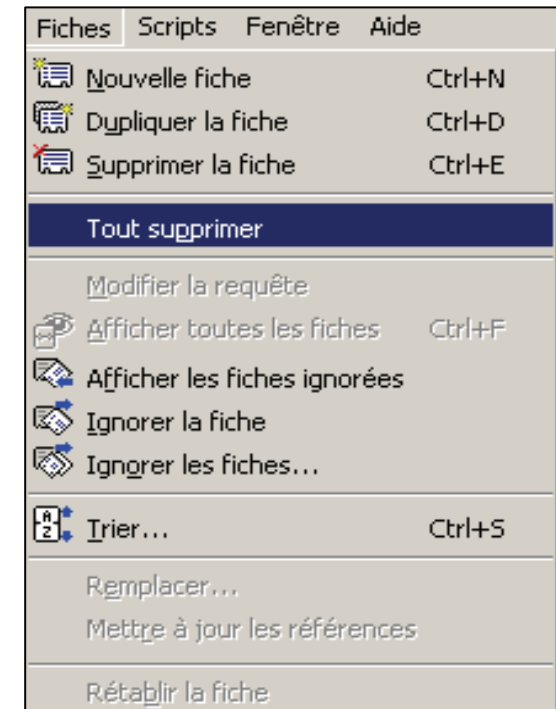 Fiches Scripts Fenêtre Aide
Nouvelle fiche Ctrl+N
Dupliquer la fiche Ctrl+D
Supprimer la fiche Ctrl+E
Tout supprimer
Modifier la requête
Afficher toutes les fiches Ctrl+F
Afficher les fiches ignorées
Ignorer la fiche
Ignorer les fiches...
Trier... Ctrl+S
Remplacer...
Mettre à jour les références
Rétablir la fiche